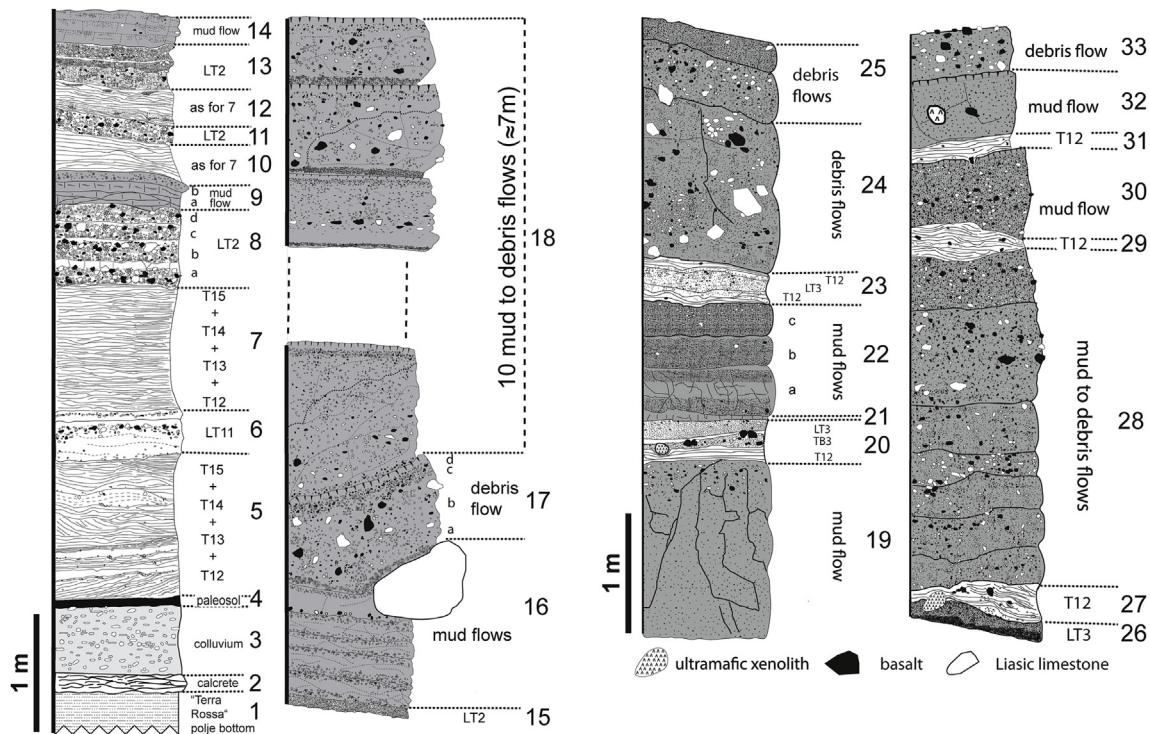 mud flow 14
LT2 13
as for 7 12
LT2 11
as for 7 10
b
a
mud
flow
9
d
c
b
a
LT2 8
T15
+
T14
+
T13
+
T12
7
LT11 6
T15
+
T14
+
T13
+
T12
5
paleosol 4
colluvium 3
calcrete 2
"Terra
Rossa"
polje bottom
1
1 m
10 mud to debris flows (≈7m)
18
d
c
b
a
debris
flow
17
16
mud flows
LT2 15
debris
flows
25
debris flows
24
T12
LT3
T12
23
c
b
a
mud flows
22
21
LT3
TB3
T12
20
mud flow
19
1 m
debris flow 33
mud flow 32
T12 31
30
mud flow
T12 29
mud to debris flows
28
T12 27
LT3 26
ultramafic xenolith
basalt
Liasic limestone